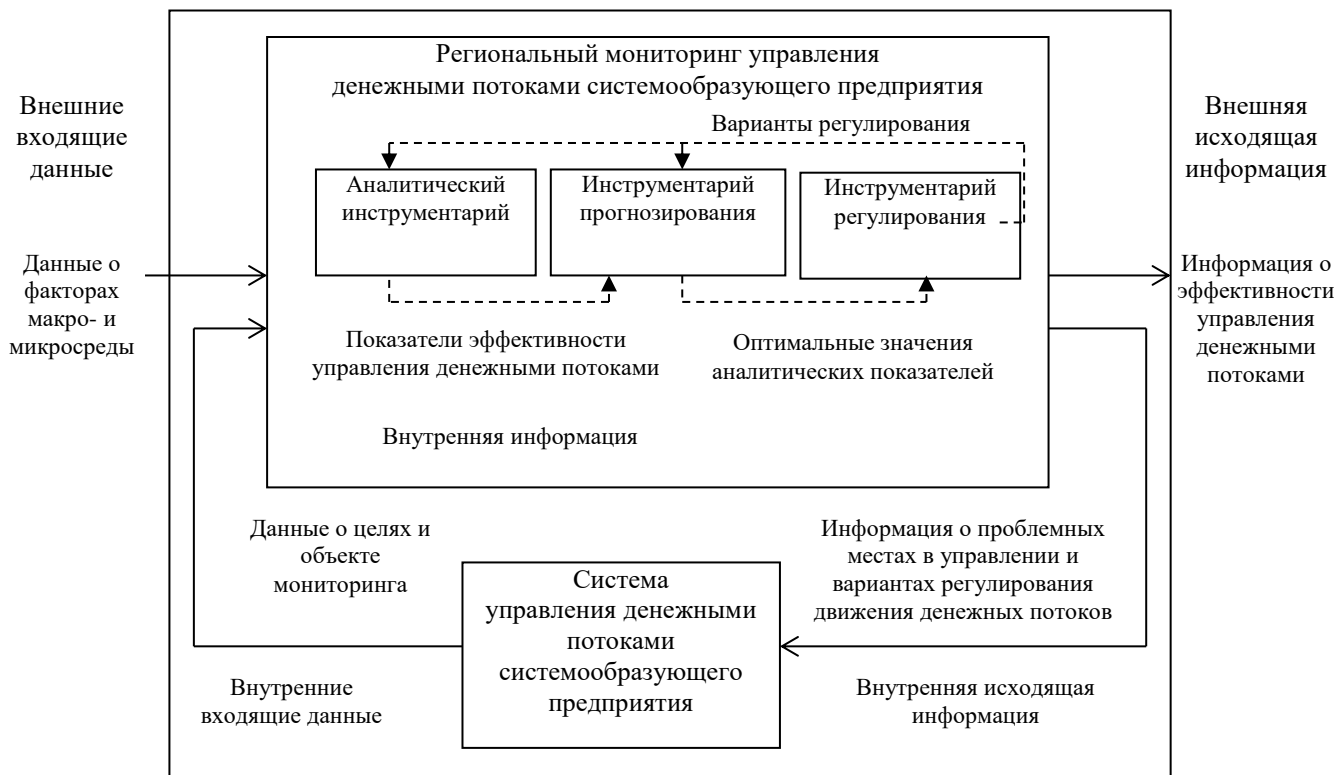 Региональный мониторинг управления
денежными потоками системообразующего предприятия
Внешние
входящие
данные
Внешняя
исходящая
информация
Варианты регулирования
Аналитический
инструментарий
Инструментарий
прогнозирования
Инструментарий
регулирования
Данные о
факторах
макро- и
микросреды
Информация о
эффективности
управления
денежными
потоками
Показатели эффективности
управления денежными потоками
Оптимальные значения
аналитических показателей
Внутренняя информация
Данные о целях и
объекте
мониторинга
Информация о проблемных
местах в управлении и
вариантах регулирования
движения денежных потоков
Система
управления денежными
потоками
системообразующего
предприятия
Внутренние
входящие данные
Внутренняя исходящая
информация